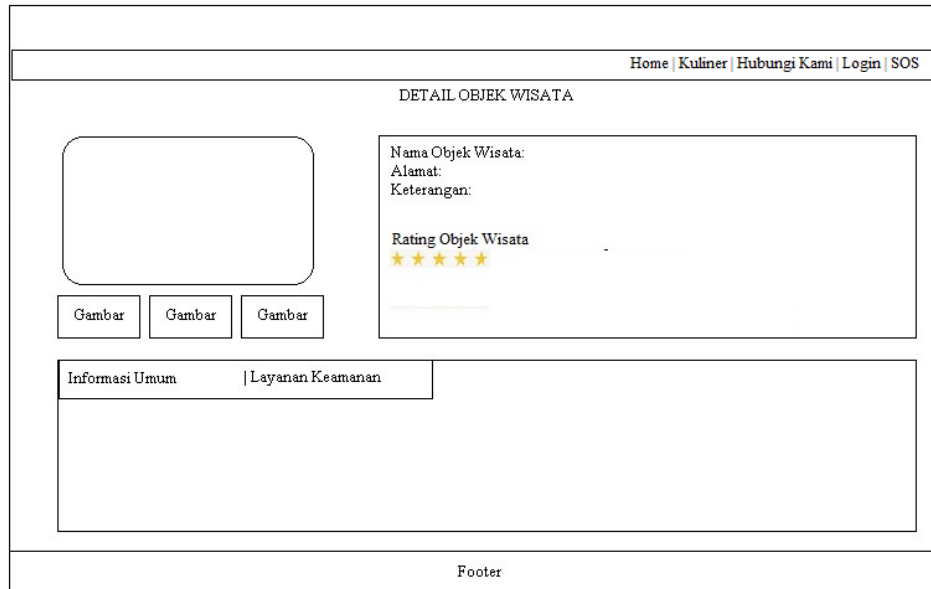 Home | Kuliner | Hubungi Kami | Login | SOS
DETAIL OBJEK WISATA
Nama Objek Wisata:
Alamat:
Keterangan:
Rating Objek Wisata
Gambar
Gambar
Gambar
Informasi Umum | Layanan Keamanan
Footer